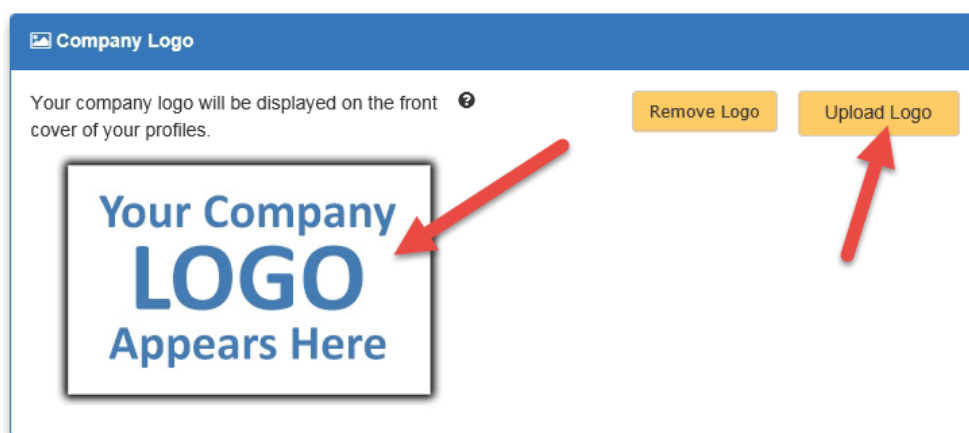 Company Logo
Your company logo will be displayed on the front
cover of your profiles.
Remove Logo
Upload Logo
Your Company
LOGO
Appears Here